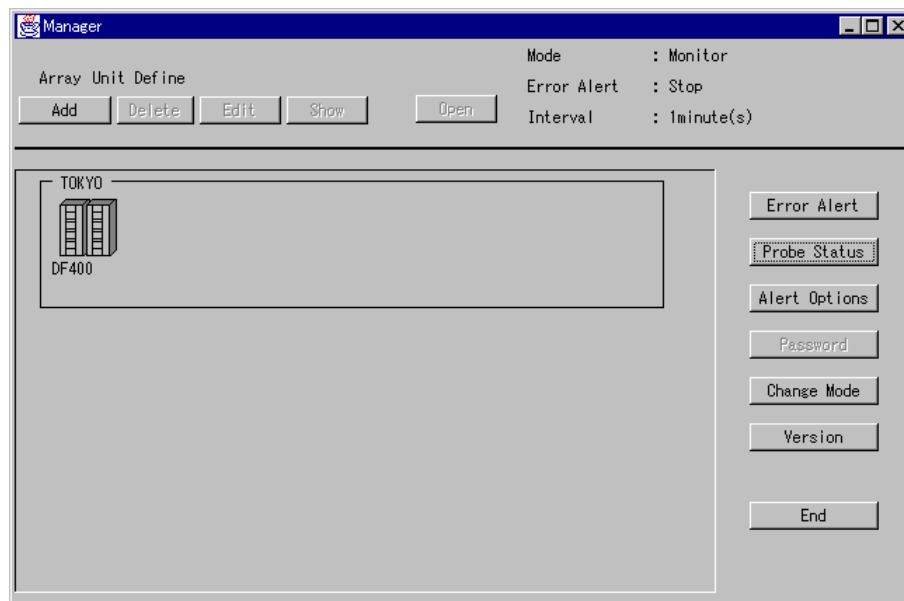 Manager
Mode : Monitor
Array Unit Define
Error Alert : Stop
Add Delete Edit Show Open
Interval : 1minute(s)
TOKYO
DF400
Error Alert
Probe Status
Alert Options
Password
Change Mode
Version
End